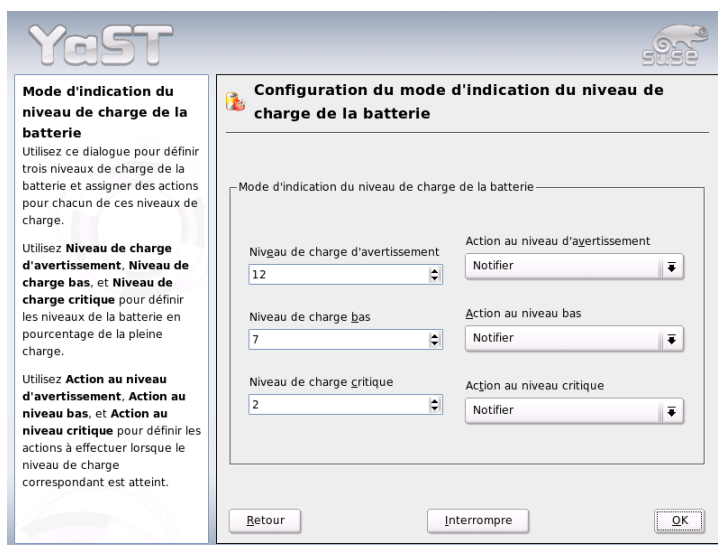 YaST
suse
Mode d'indication du
niveau de charge de la
batterie
Utilisez ce dialogue pour définir
trois niveaux de charge de la
batterie et assigner des actions
pour chacun de ces niveaux de
charge.
Utilisez Niveau de charge
d'avertissement, Niveau de
charge bas, et Niveau de
charge critique pour définir
les niveaux de la batterie en
pourcentage de la pleine
charge.
Utilisez Action au niveau
d'avertissement, Action au
niveau bas, et Action au
niveau critique pour définir les
actions à effectuer lorsque le
niveau de charge
correspondant est atteint.
Configuration du mode d'indication du niveau de
charge de la batterie
Mode d'indication du niveau de charge de la batterie
Niveau de charge d'avertissement
12
Action au niveau d'avertissement
Notifier
Niveau de charge bas
7
Action au niveau bas
Notifier
Niveau de charge critique
2
Action au niveau critique
Notifier
Retour
Interrompre
OK